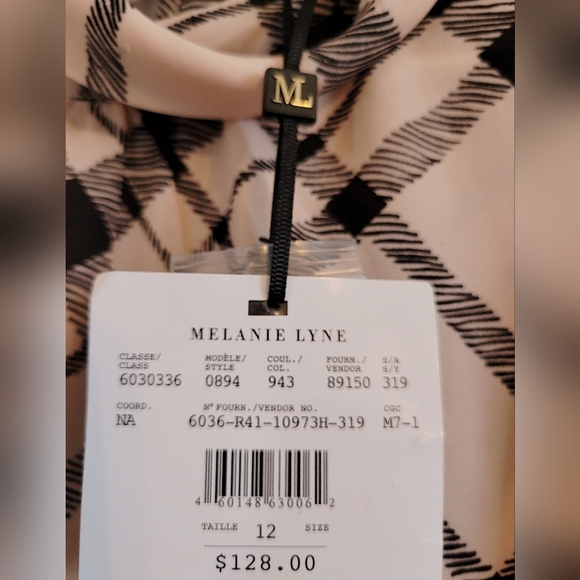 ML
MELANIE LYNE
CLASSE/ MODÈLE/ COUL./ FOURN./ S/A
CLASS STYLE COL. VENDOR S/Y
6030336 0894 943 89150 319
COORD. N° FOURN./VENDOR NO. CGC
NA 6036-R41-10973H-319 M7-1
4 60148 63006 2
TAILLE 12 SIZE
$128.00